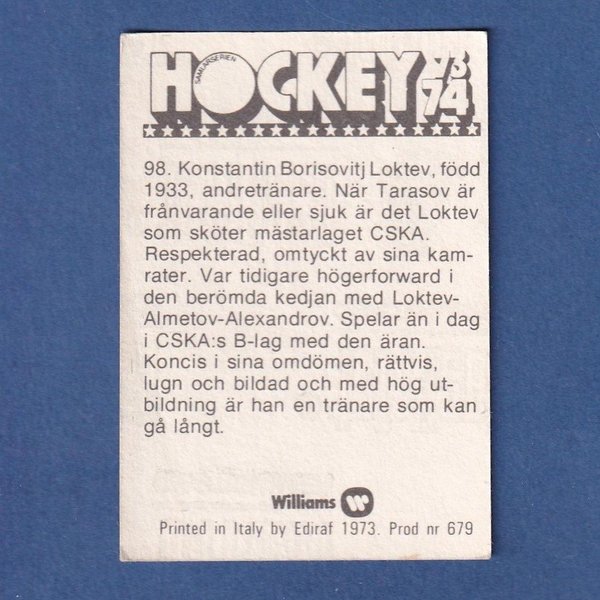 HOCKEY 73
SAMLARSERIEN
74
98. Konstantin Borisovitj Loktev, född
1933, andretränare. När Tarasov är
frånvarande eller sjuk är det Loktev
som sköter mästarlaget CSKA.
Respekterad, omtyckt av sina kam-
rater. Var tidigare högerforward i
den berömda kedjan med Loktev-
Almetov-Alexandrov. Spelar än i dag
i CSKA:s B-lag med den äran.
Koncis i sina omdömen, rättvis,
lugn och bildad och med hög ut-
bildning är han en tränare som kan
gå långt.
Williams
Printed in Italy by Ediraf 1973. Prod nr 679